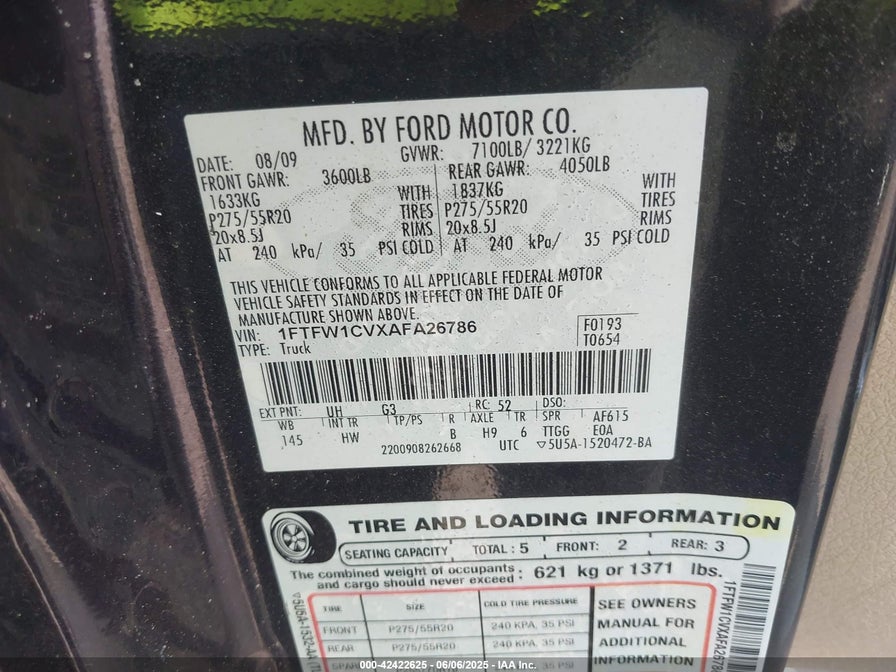 MFD. BY FORD MOTOR CO.
DATE: 08/09 GVWR: 7100LB/ 3221KG
FRONT GAWR: 3600LB REAR GAWR: 4050LB
1633KG WITH 1837KG WITH
P275/55R20 TIRES P275/55R20 TIRES
20x8.5J RIMS 20x8.5J RIMS
AT 240 kPa/ 35 PSI COLD AT 240 kPa/ 35 PSI COLD
THIS VEHICLE CONFORMS TO ALL APPLICABLE FEDERAL MOTOR
VEHICLE SAFETY STANDARDS IN EFFECT ON THE DATE OF
MANUFACTURE SHOWN ABOVE.
VIN: 1FTFW1CVXAFA26786 F0193
TYPE: Truck T0654
EXT PNT: UH G3 RC: 52 DSO:
WB INT TR TP/PS R AXLE TR SPR AF615
145 HW B H9 6 TTGG E0A
2200908262668 UTC ▽5U5A-1520472-BA
TIRE AND LOADING INFORMATION
SEATING CAPACITY TOTAL : 5 FRONT: 2 REAR: 3
The combined weight of occupants and cargo should never exceed : 621 kg or 1371 lbs.
TIRE SIZE COLD TIRE PRESSURE SEE OWNERS
FRONT P275/55R20 240 KPA, 35 PSI MANUAL FOR
REAR P275/55R20 240 KPA, 35 PSI ADDITIONAL
INFORMATION
1FTFW1CVXAFA2678
000-42422625 - 06/06/2025 - IAA Inc.